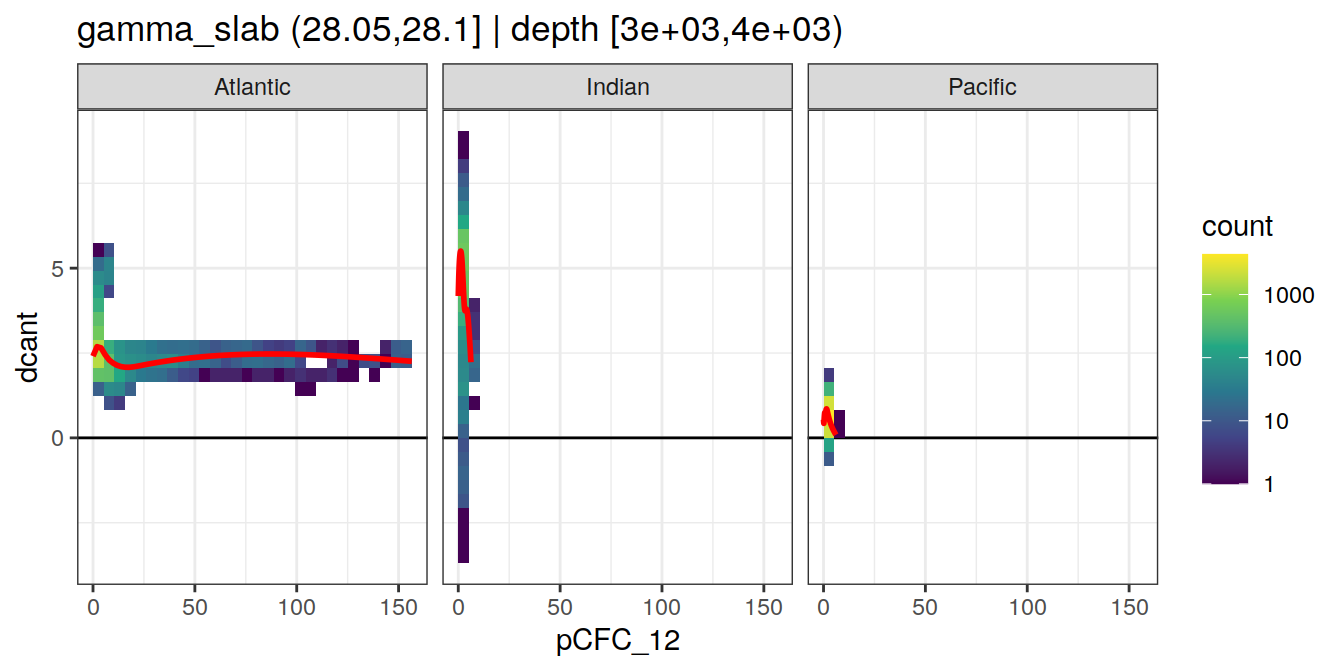 gamma_slab (28.05,28.1] | depth [3e+03,4e+03)
Atlantic Indian Pacific
dcant
5
0
0 50 100 150 0 50 100 150 0 50 100 150
pCFC_12
count
1000
100
10
1